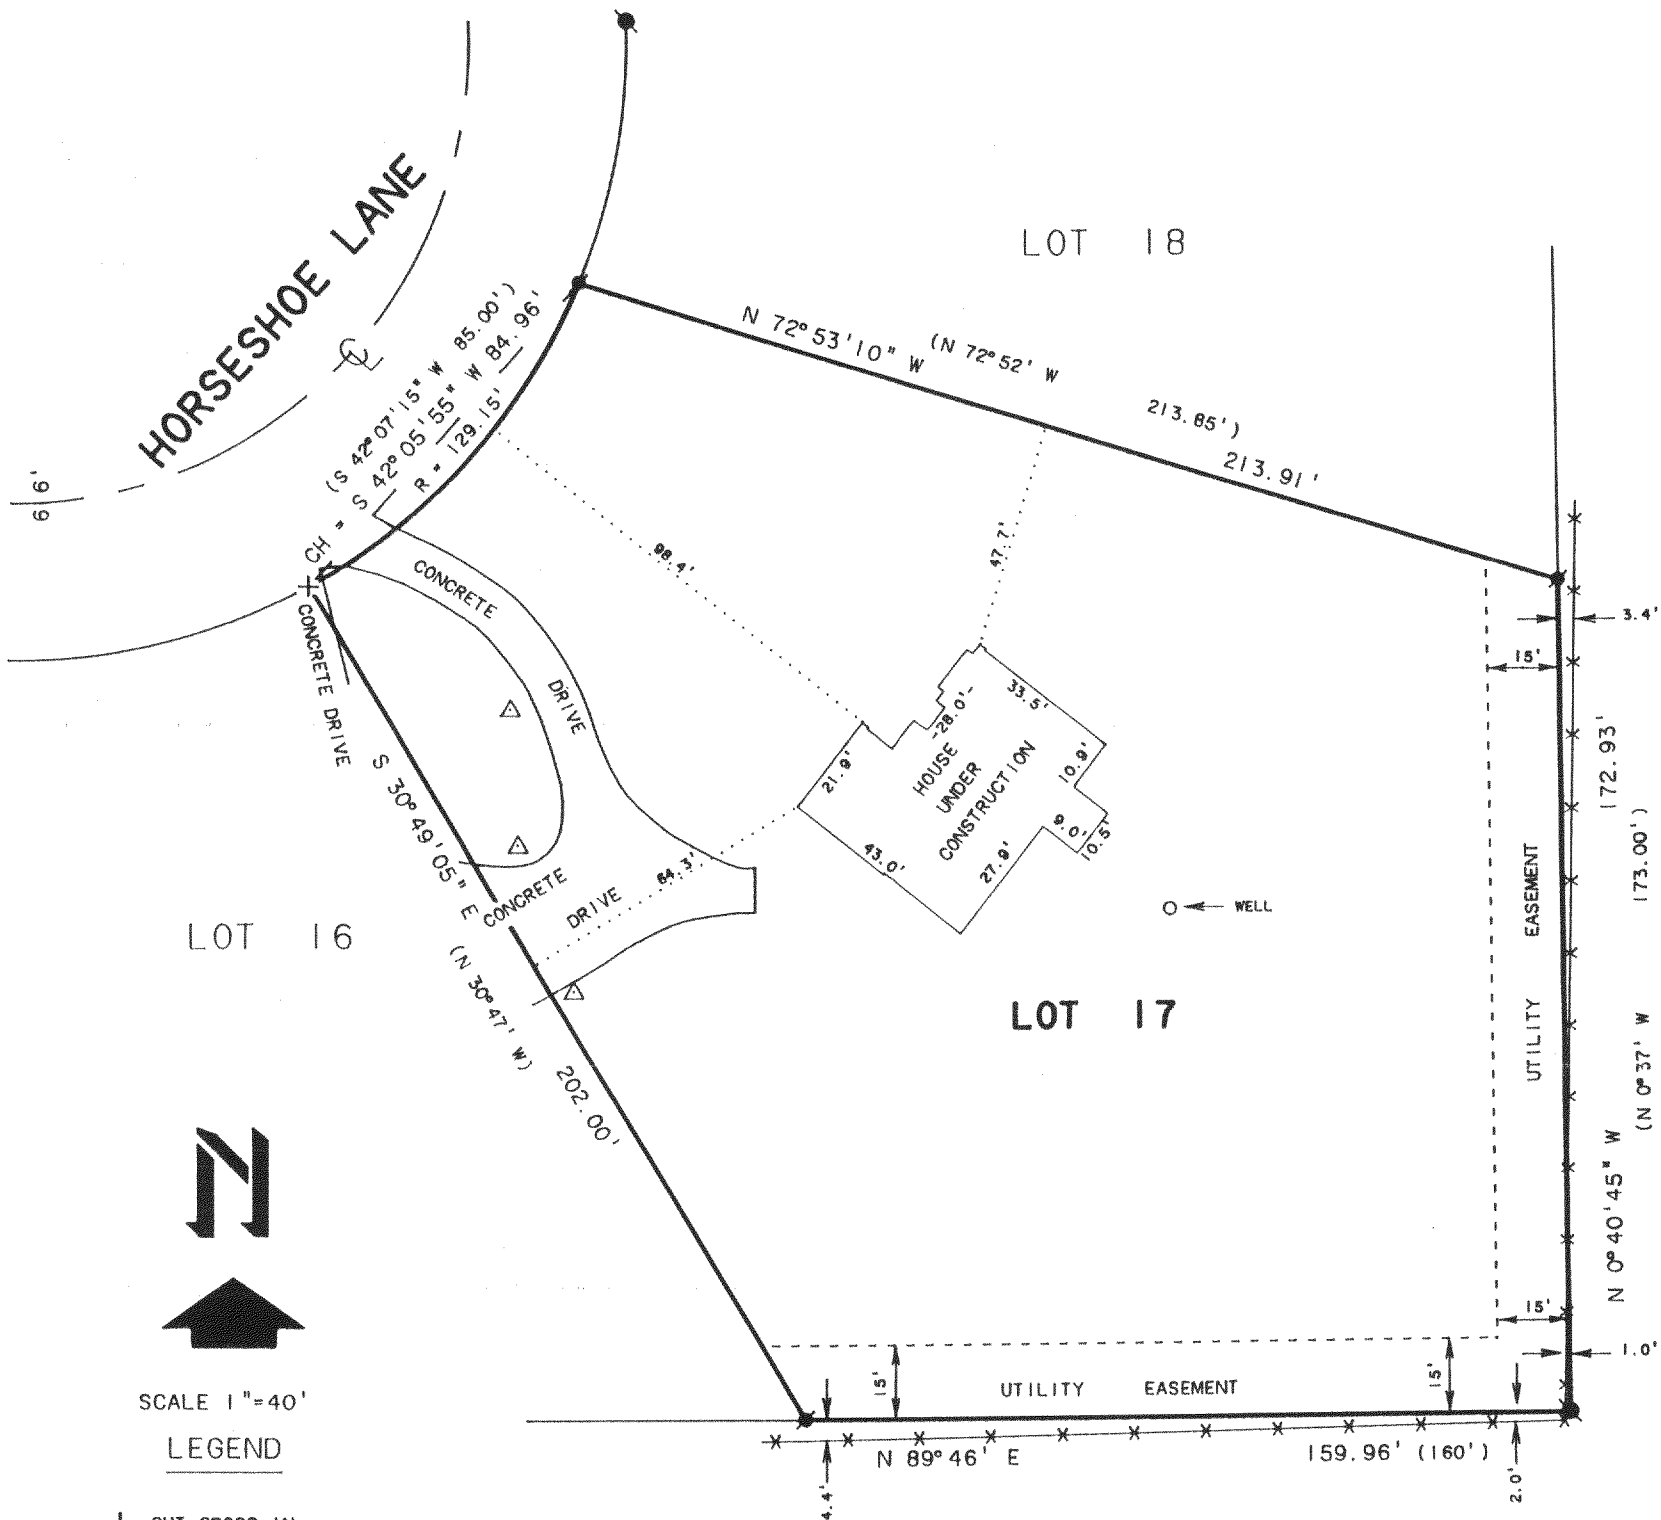 HORSESHOE LANE
66'
LOT 18
(S 42°07'15" W 85.00')
CH = S 42°05'55" W 84.96'
R = 129.15'
N 72°53'10" W
213.91'
(N 72°52' W
213.85')
98.4'
47.7'
CONCRETE
DRIVE
CONCRETE DRIVE
3.4'
15'
33.5'
-28.0'-
21.9'
HOUSE
UNDER
CONSTRUCTION
10.9'
9.0'
10.5'
43.0'
27.9'
64.3'
CONCRETE
DRIVE
WELL
S 30°49'05" E
202.00'
(N 30°47' W)
LOT 16
LOT 17
UTILITY EASEMENT
172.93'
N 0°40'45" W
173.00')
(N 0°37' W
N
15'
1.0'
15'
15'
UTILITY EASEMENT
SCALE 1"=40'
LEGEND
N 89°46' E
159.96' (160')
4.4'
2.0'